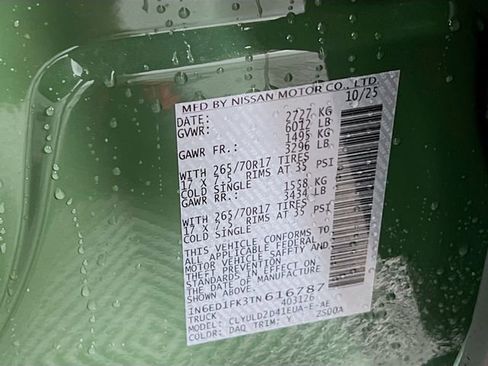 MFD BY NISSAN MOTOR CO., LTD
DATE: 10/25
GVWR: 2727 KG
6012 LB
GAWR FR.: 1495 KG
3296 LB
WITH 265/70R17 TIRES
17 X 7.5 RIMS AT 35 PSI
COLD SINGLE
GAWR RR.: 1558 KG
3434 LB
WITH 265/70R17 TIRES
17 X 7.5 RIMS AT 35 PSI
COLD SINGLE
THIS VEHICLE CONFORMS TO
ALL APPLICABLE FEDERAL
MOTOR VEHICLE SAFETY AND
THEFT PREVENTION
STANDARDS IN EFFECT ON
THE DATE OF MANUFACTURE
SHOWN ABOVE.
1N6ED1FK3TN616787
TRUCK 403126
MODEL: CLYULD2D41EUA-E-AE
COLOR: DAQ TRIM: Y ZS00A